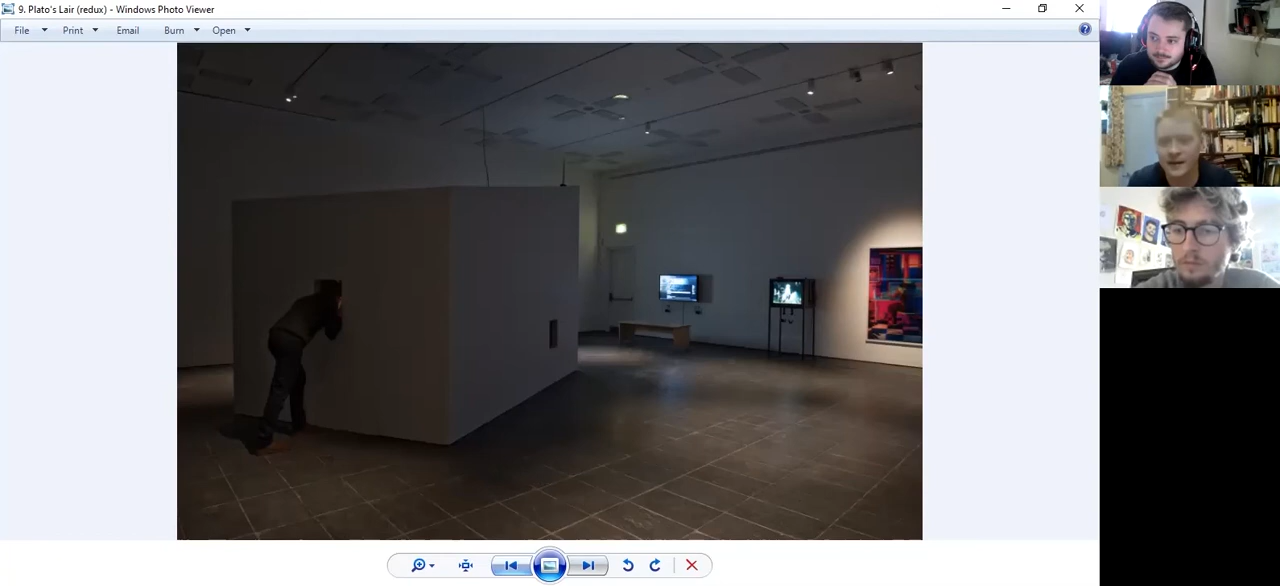 9. Plato's Lair (redux) - Windows Photo Viewer
File Print Email Burn Open